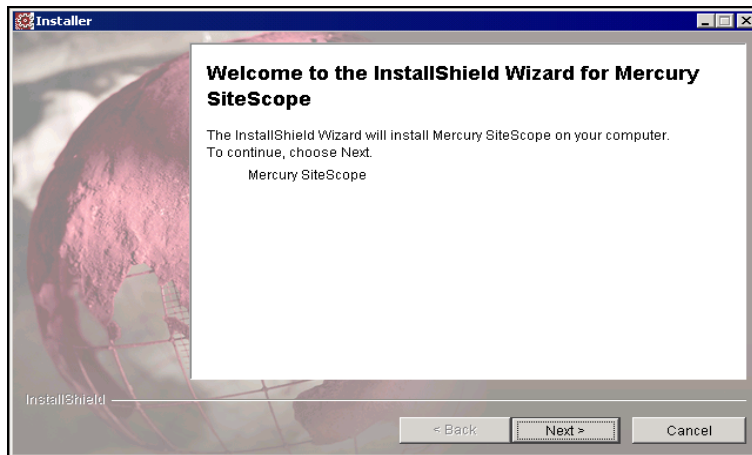 Installer
Welcome to the InstallShield Wizard for Mercury
SiteScope
The InstallShield Wizard will install Mercury SiteScope on your computer.
To continue, choose Next.
Mercury SiteScope
InstallShield
< Back
Next >
Cancel